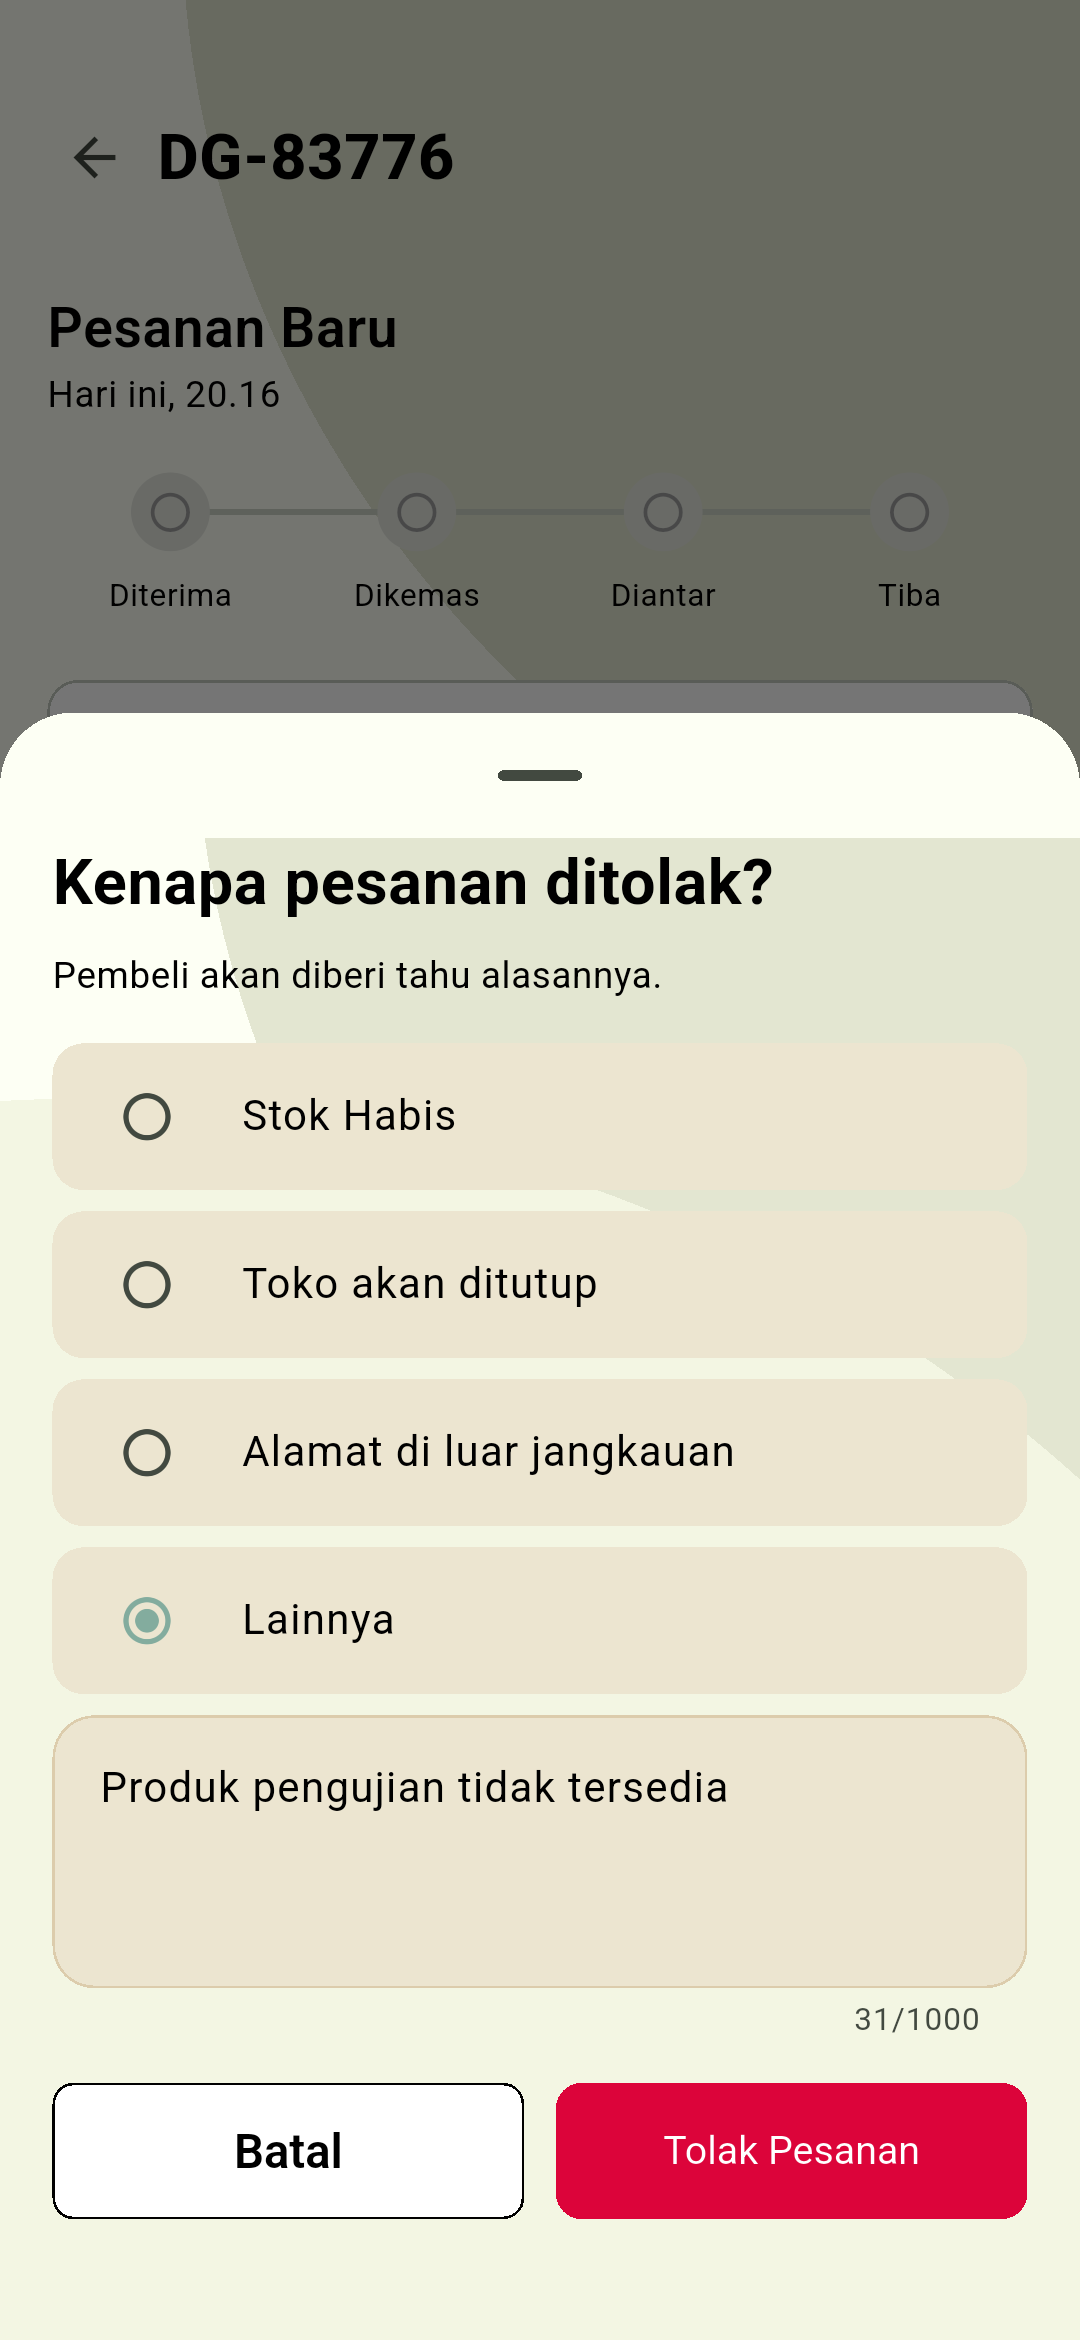 DG-83776
Pesanan Baru
Hari ini, 20.16
Diterima
Dikemas
Diantar
Tiba
Kenapa pesanan ditolak?
Pembeli akan diberi tahu alasannya.
Stok Habis
Toko akan ditutup
Alamat di luar jangkauan
Lainnya
Produk pengujian tidak tersedia
31/1000
Batal
Tolak Pesanan